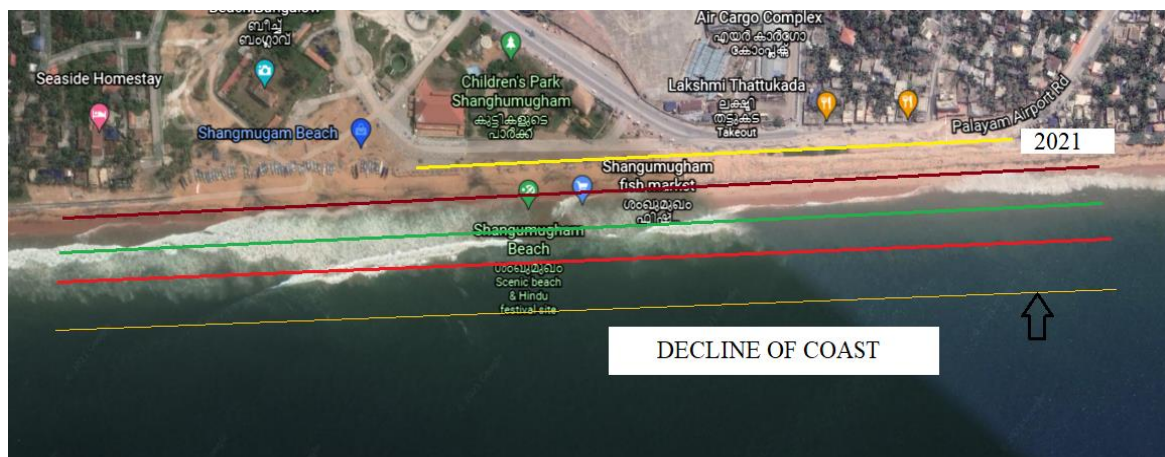 ബീച്ച്
ബംഗ്ലാവ്
Seaside Homestay
Shangmugam Beach
Children's Park
Shanghumugham
കുട്ടികളുടെ
പാർക്ക്
Air Cargo Complex
എയർ കാർഗോ
കോംപ്ലക്സ്
Lakshmi Thattukada
ലക്ഷ്മി
തട്ടുകട
Takeout
Palayam Airport Rd
2021
Shangumugham
fish market
ശംഖുമുഖം
ഫിഷ്
Shangumugham
Beach
ശംഖുമുഖം
Scenic beach
& Hindu
festival site
DECLINE OF COAST